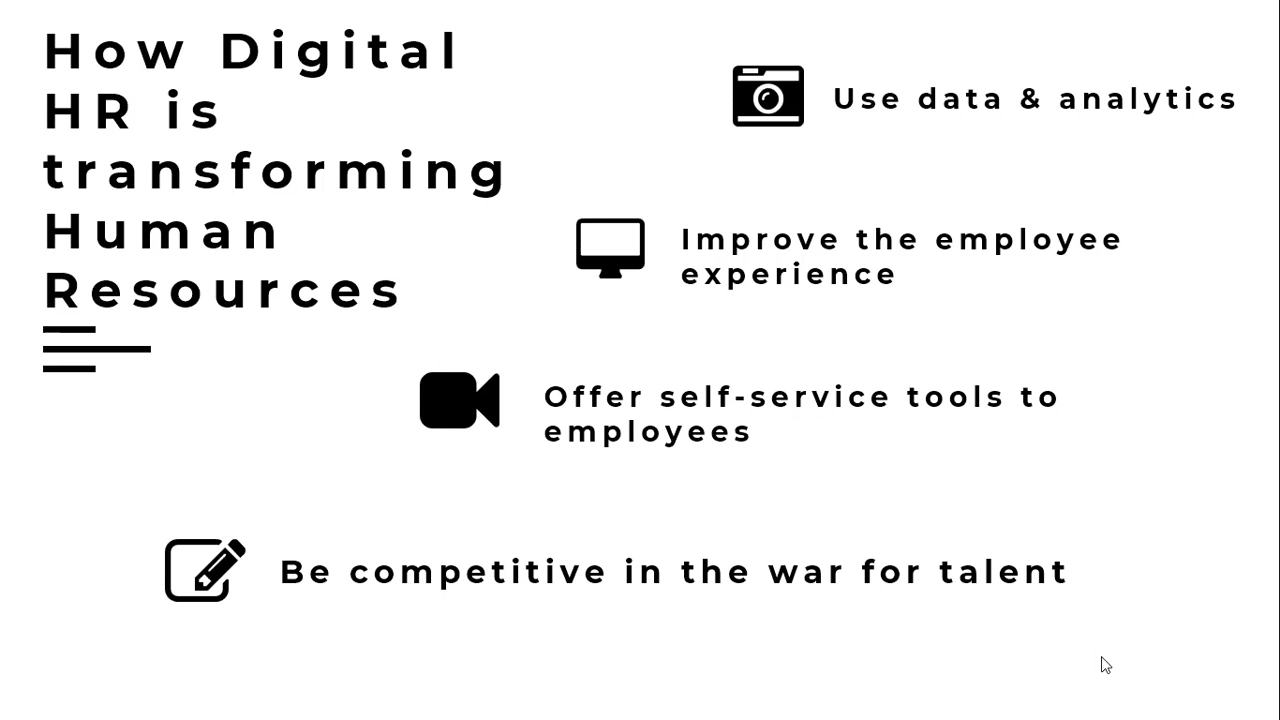 How Digital
HR is
transforming
Human
Resources
Use data & analytics
Improve the employee
experience
Offer self-service tools to
employees
Be competitive in the war for talent